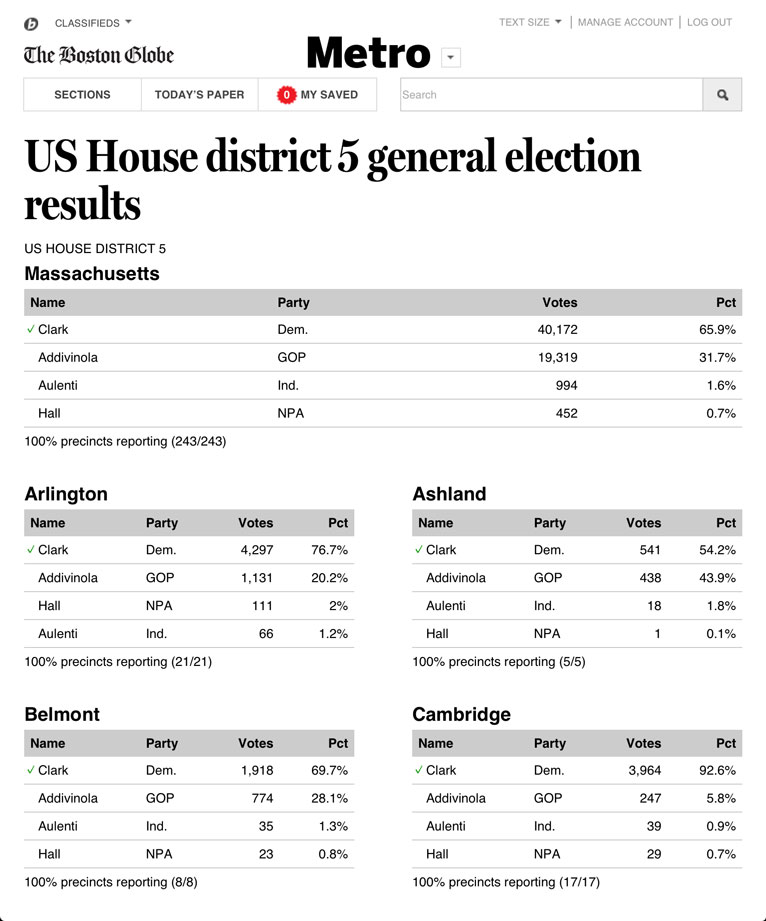 CLASSIFIEDS
TEXT SIZE | MANAGE ACCOUNT | LOG OUT
The Boston Globe
Metro
SECTIONS
TODAY'S PAPER
0 MY SAVED
Search
US House district 5 general election
results
US HOUSE DISTRICT 5
Massachusetts
Name Party Votes Pct
✓ Clark Dem. 40,172 65.9%
Addivinola GOP 19,319 31.7%
Aulenti Ind. 994 1.6%
Hall NPA 452 0.7%
100% precincts reporting (243/243)
Arlington
Name Party Votes Pct
✓ Clark Dem. 4,297 76.7%
Addivinola GOP 1,131 20.2%
Hall NPA 111 2%
Aulenti Ind. 66 1.2%
100% precincts reporting (21/21)
Ashland
Name Party Votes Pct
✓ Clark Dem. 541 54.2%
Addivinola GOP 438 43.9%
Aulenti Ind. 18 1.8%
Hall NPA 1 0.1%
100% precincts reporting (5/5)
Belmont
Name Party Votes Pct
✓ Clark Dem. 1,918 69.7%
Addivinola GOP 774 28.1%
Aulenti Ind. 35 1.3%
Hall NPA 23 0.8%
100% precincts reporting (8/8)
Cambridge
Name Party Votes Pct
✓ Clark Dem. 3,964 92.6%
Addivinola GOP 247 5.8%
Aulenti Ind. 39 0.9%
Hall NPA 29 0.7%
100% precincts reporting (17/17)